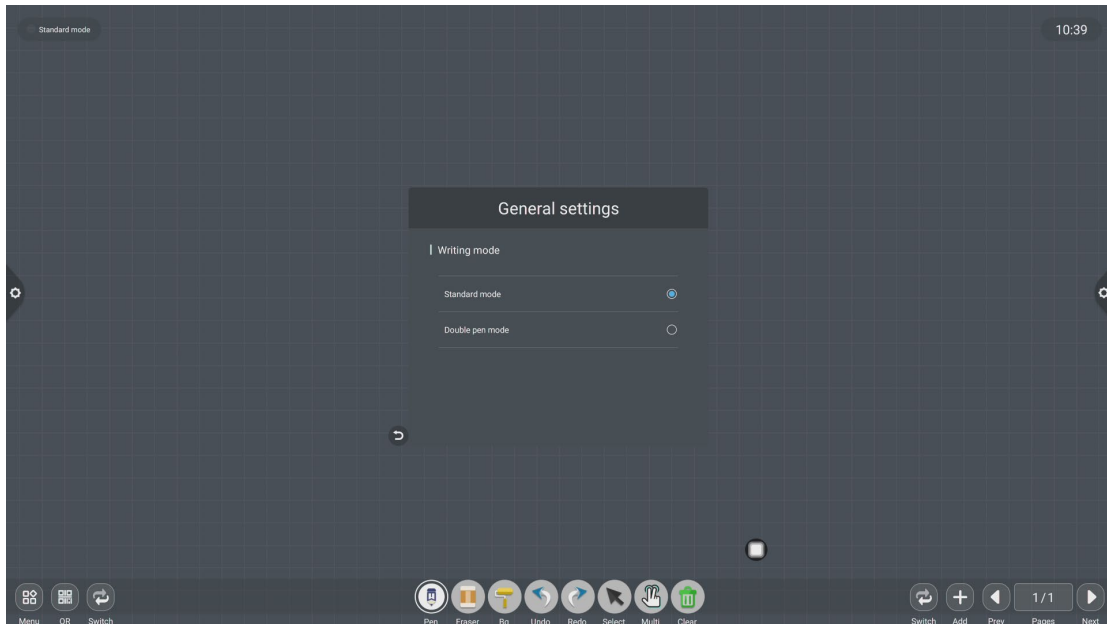 Standard mode
10:39
General settings
Writing mode
Standard mode
Double pen mode
1/1
Menu QR Switch Pen Eraser Bg Undo Redo Select Multi Clear Switch Add Prev Pages Next